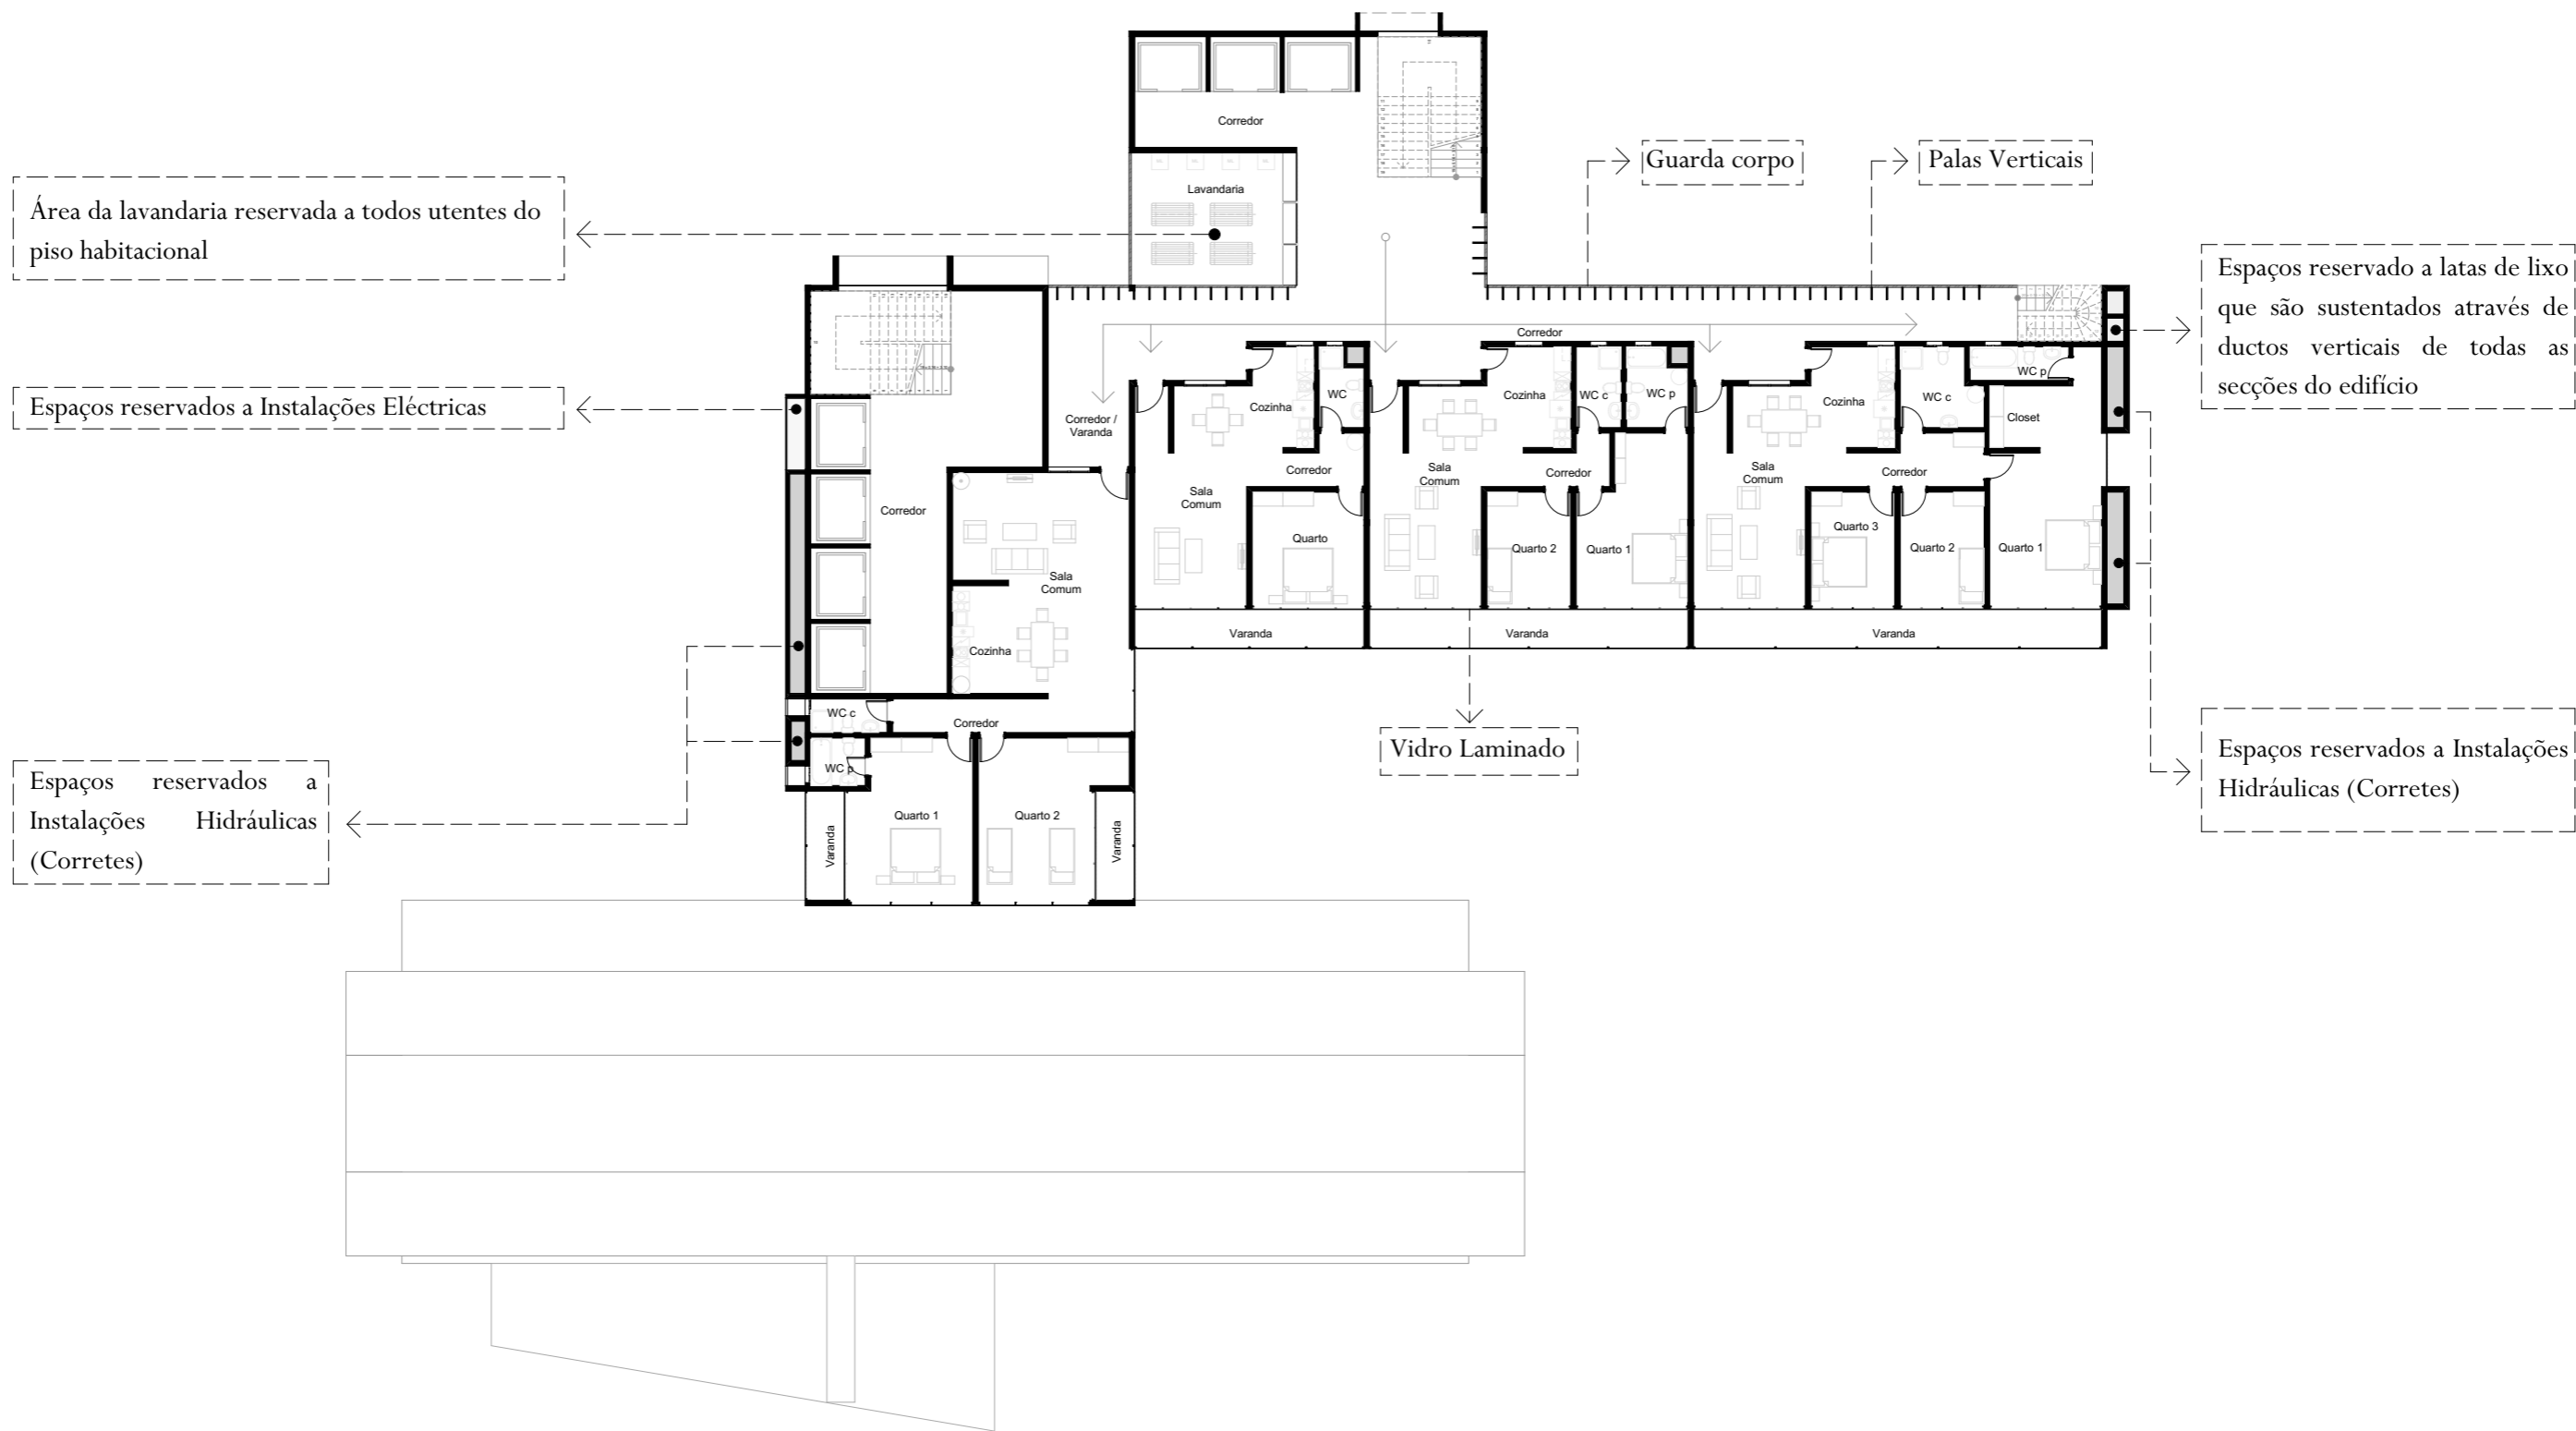 Corredor
Guarda corpo
Palas Verticais
Lavandaria
Área da lavandaria reservada a todos utentes do
piso habitacional
Espaços reservado a latas de lixo
que são sustentados através de
ductos verticais de todas as
secções do edifício
Corredor
WC p
Espaços reservados a Instalações Eléctricas
Corredor /
Varanda
Cozinha
WC
Cozinha
WC c
WC p
Cozinha
WC c
Closet
Sala
Comum
Corredor
Sala
Comum
Corredor
Sala
Comum
Corredor
Corredor
Quarto
Quarto 2
Quarto 1
Quarto 3
Quarto 2
Quarto 1
Sala
Comum
Cozinha
Varanda
Varanda
Varanda
WC c
Corredor
WC p
Vidro Laminado
Espaços reservados a Instalações
Hidráulicas (Corretes)
Espaços reservados a
Instalações Hidráulicas
(Corretes)
Quarto 1
Quarto 2
Varanda
Varanda